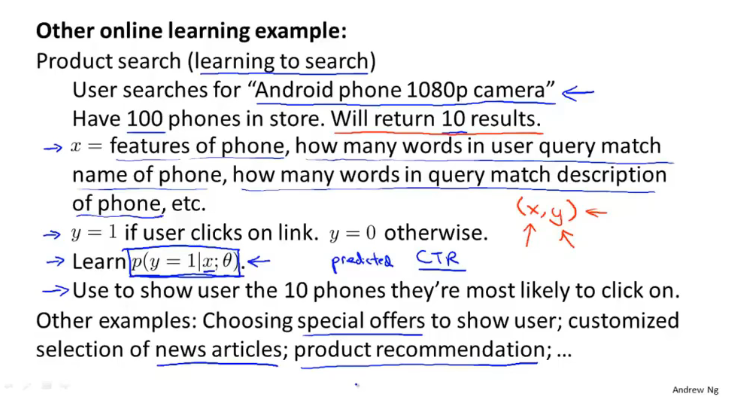 Other online learning example:
Product search (learning to search)
User searches for “Android phone 1080p camera”
Have 100 phones in store. Will return 10 results.
x = features of phone, how many words in user query match
name of phone, how many words in query match description
of phone, etc.
(x, y)
y = 1 if user clicks on link. y = 0 otherwise.
Learn p(y = 1|x; θ). predicted CTR
Use to show user the 10 phones they’re most likely to click on.
Other examples: Choosing special offers to show user; customized
selection of news articles; product recommendation; ...
Andrew Ng